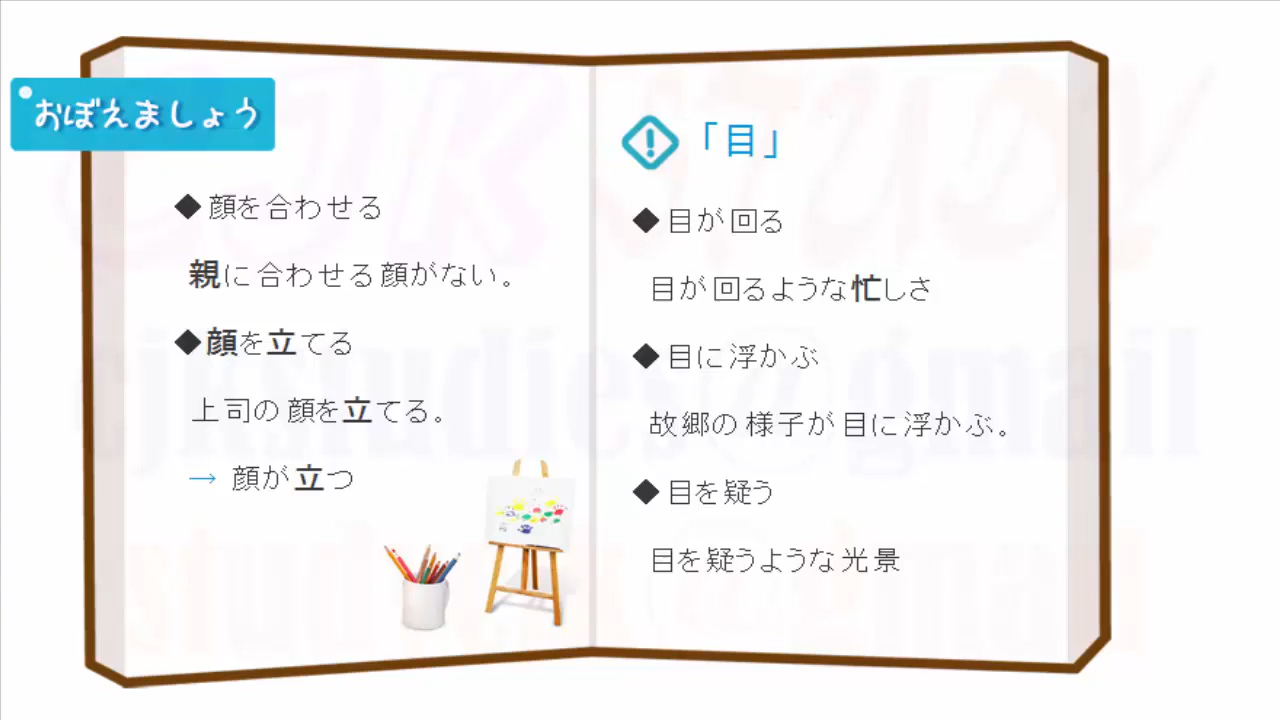 おぼえましょう
◆顔を合わせる
親に合わせる顔がない。
◆顔を立てる
上司の顔を立てる。
→ 顔が立つ
「目」
◆目が回る
目が回るような忙しさ
◆目に浮かぶ
故郷の様子が目に浮かぶ。
◆目を疑う
目を疑うような光景
CJK STUDY
cjkstudies@gmail